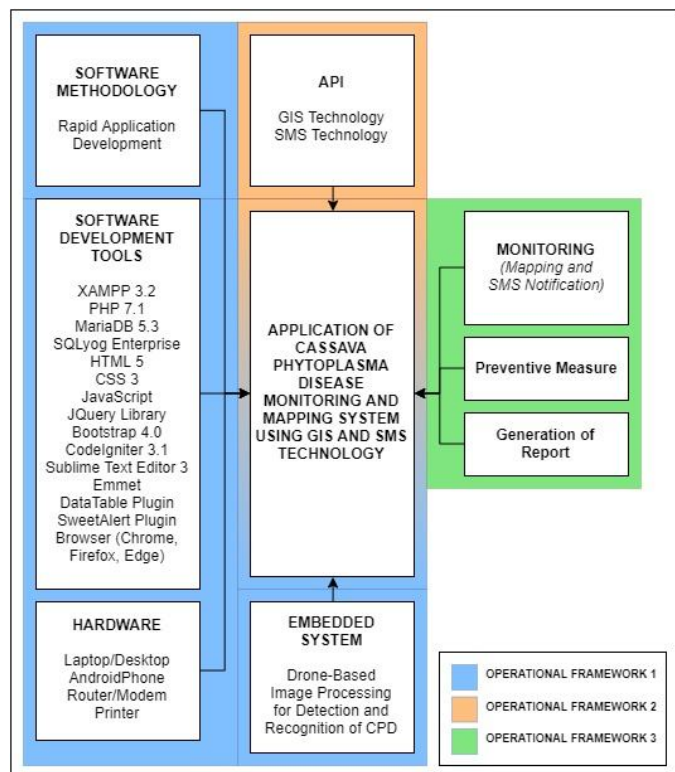 SOFTWARE
METHODOLOGY
Rapid Application
Development
API
GIS Technology
SMS Technology
SOFTWARE
DEVELOPMENT
TOOLS
XAMPP 3.2
PHP 7.1
MariaDB 5.3
SQLyog Enterprise
HTML 5
CSS 3
JavaScript
JQuery Library
Bootstrap 4.0
CodeIgniter 3.1
Sublime Text Editor 3
Emmet
DataTable Plugin
SweetAlert Plugin
Browser (Chrome,
Firefox, Edge)
APPLICATION OF
CASSAVA
PHYTOPLASMA
DISEASE
MONITORING AND
MAPPING SYSTEM
USING GIS AND SMS
TECHNOLOGY
MONITORING
(Mapping and
SMS Notification)
Preventive Measure
Generation of
Report
HARDWARE
Laptop/Desktop
AndroidPhone
Router/Modem
Printer
EMBEDDED
SYSTEM
Drone-Based
Image Processing
for Detection and
Recognition of CPD
OPERATIONAL FRAMEWORK 1
OPERATIONAL FRAMEWORK 2
OPERATIONAL FRAMEWORK 3